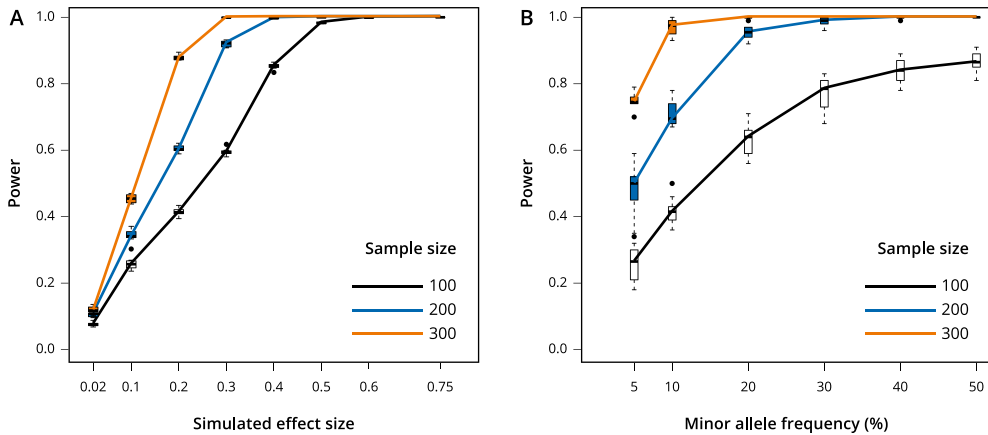 A
Power
1.0
0.8
0.6
0.4
0.2
0.0
0.02 0.1 0.2 0.3 0.4 0.5 0.6 0.75
Simulated effect size
Sample size
100
200
300
B
Power
1.0
0.8
0.6
0.4
0.2
0.0
5 10 20 30 40 50
Minor allele frequency (%)
Sample size
100
200
300